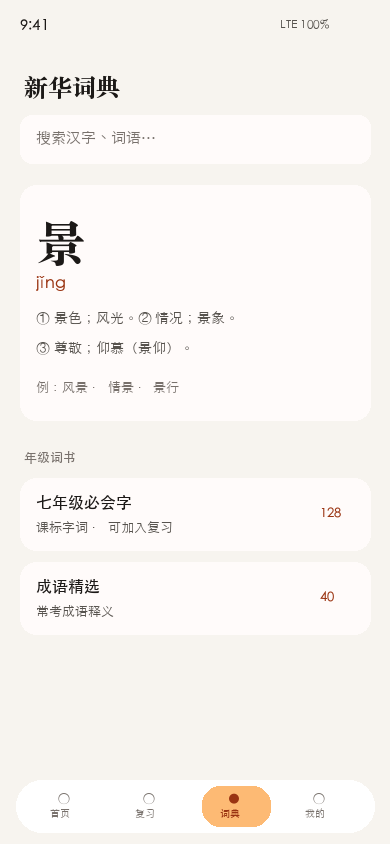 9:41
LTE 100%
新华词典
搜索汉字、词语…
景
jǐng
① 景色；风光。② 情况；景象。
③ 尊敬；仰慕（景仰）。
例：风景 · 情景 · 景行
年级词书
七年级必会字
课标字词 · 可加入复习
128
成语精选
常考成语释义
40
首页
复习
词典
我的